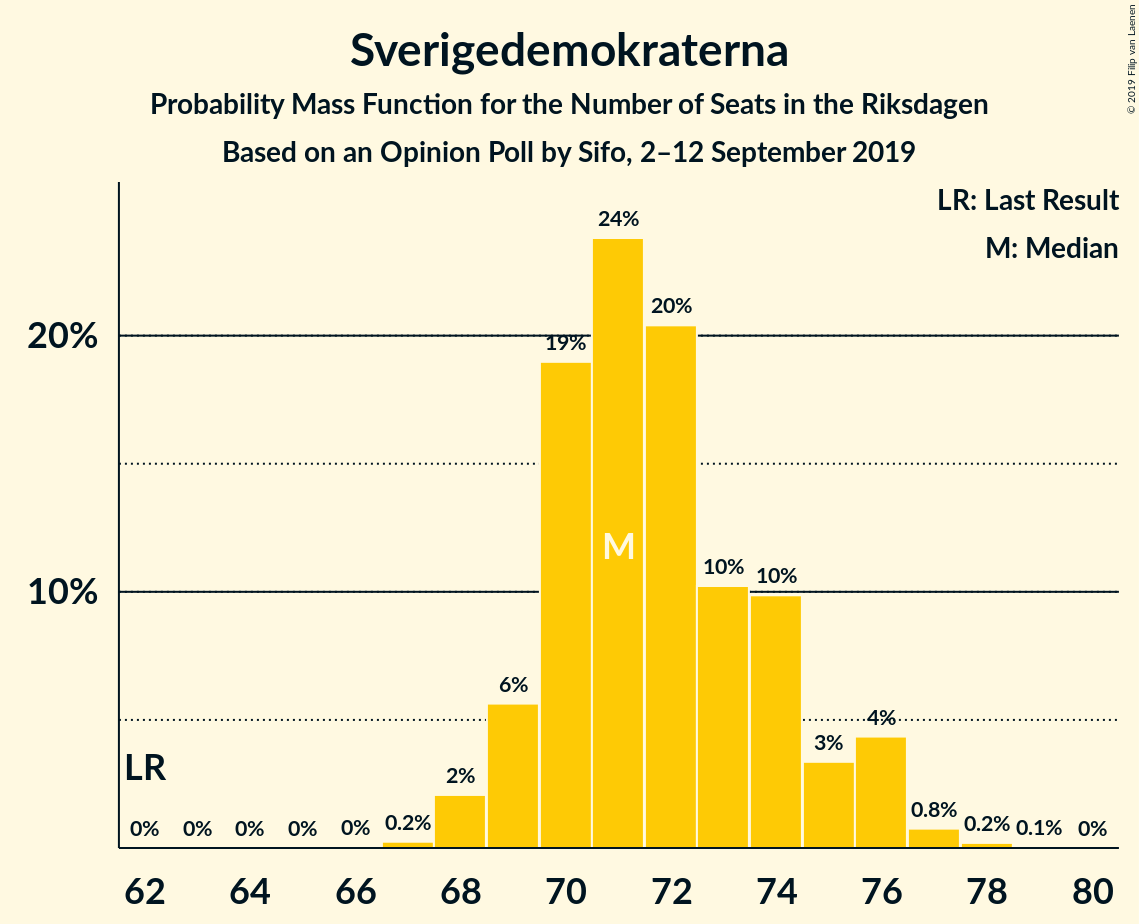 Sverigedemokraterna
Probability Mass Function for the Number of Seats in the Riksdagen
Based on an Opinion Poll by Sifo, 2–12 September 2019
© 2019 Filip van Laenen
LR: Last Result
M: Median
20%
10%
24%
20%
19%
M
10%
10%
6%
4%
3%
2%
LR
0%
0%
0%
0%
0%
0.2%
0.8%
0.2%
0.1%
0%
62 64 66 68 70 72 74 76 78 80